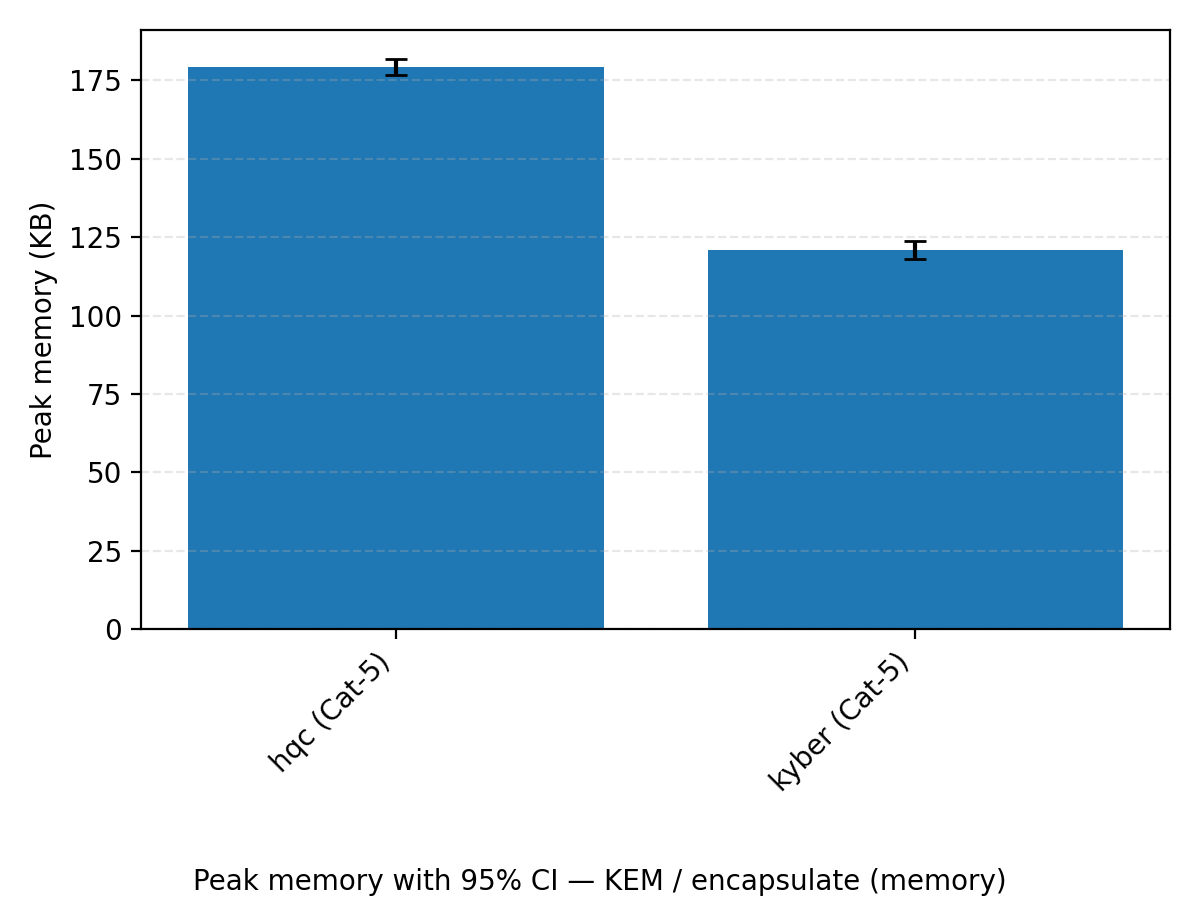 175
150
125
100
75
50
25
0
Peak memory (KB)
hqc (Cat-5)
kyber (Cat-5)
Peak memory with 95% CI — KEM / encapsulate (memory)